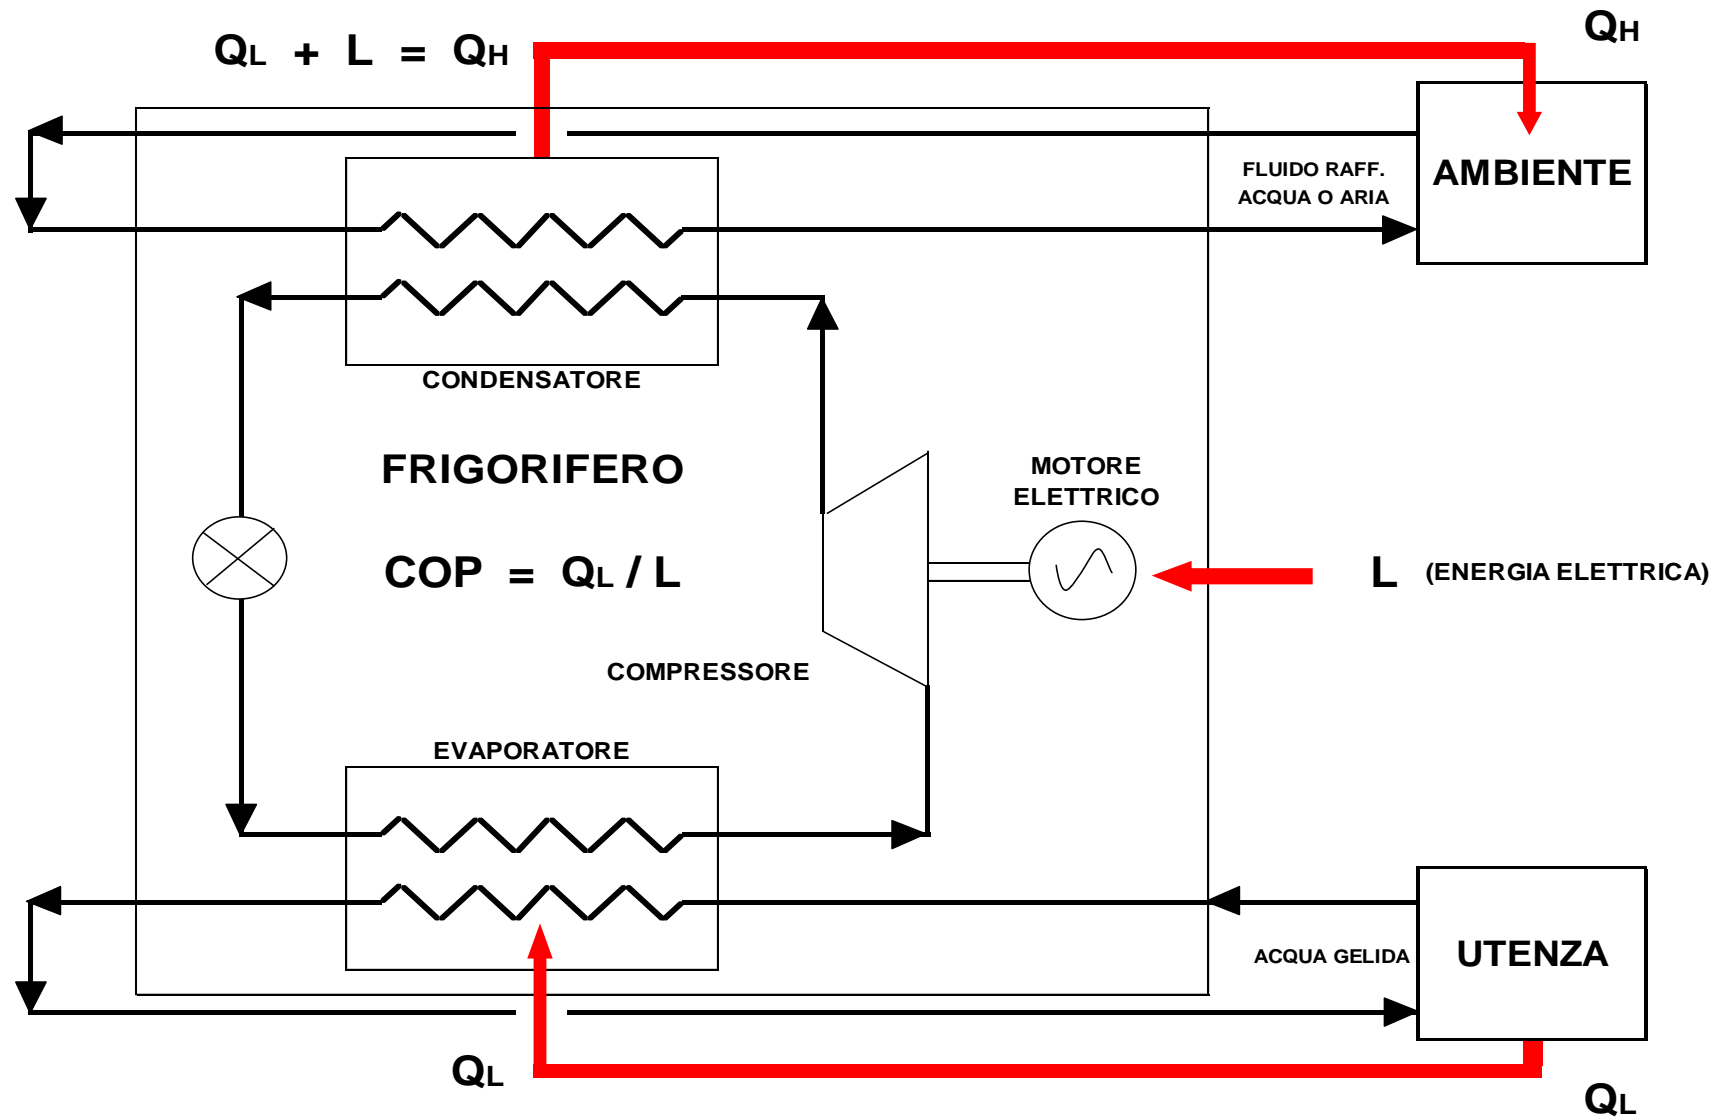 QH
QL + L = QH
FLUIDO RAFF.
ACQUA O ARIA
AMBIENTE
CONDENSATORE
FRIGORIFERO
MOTORE
ELETTRICO
COP = QL / L
L (ENERGIA ELETTRICA)
COMPRESSORE
EVAPORATORE
ACQUA GELIDA
UTENZA
QL
QL